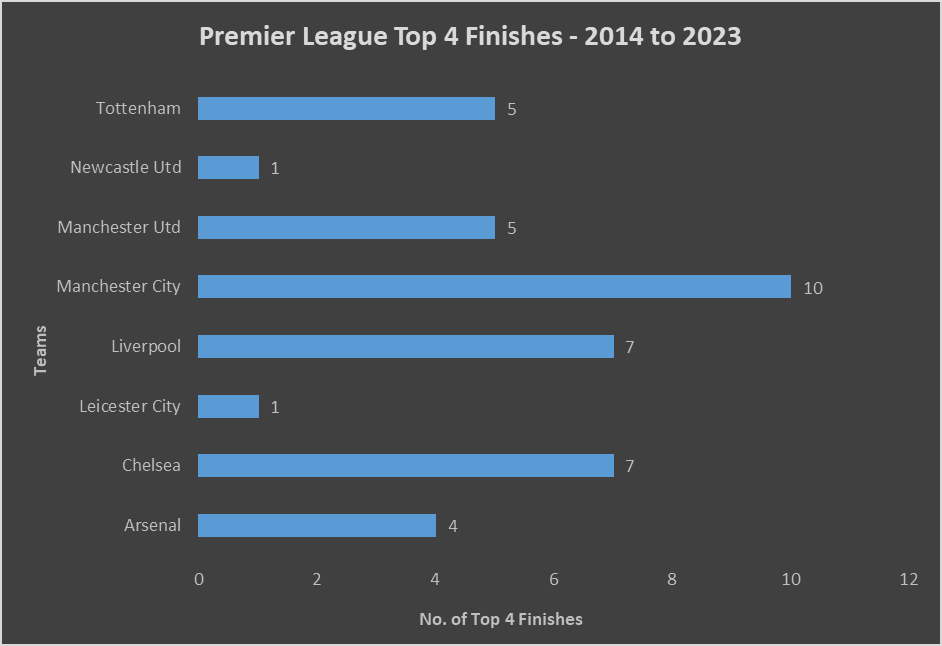 Premier League Top 4 Finishes - 2014 to 2023
Teams
Tottenham 5
Newcastle Utd 1
Manchester Utd 5
Manchester City 10
Liverpool 7
Leicester City 1
Chelsea 7
Arsenal 4
0 2 4 6 8 10 12
No. of Top 4 Finishes